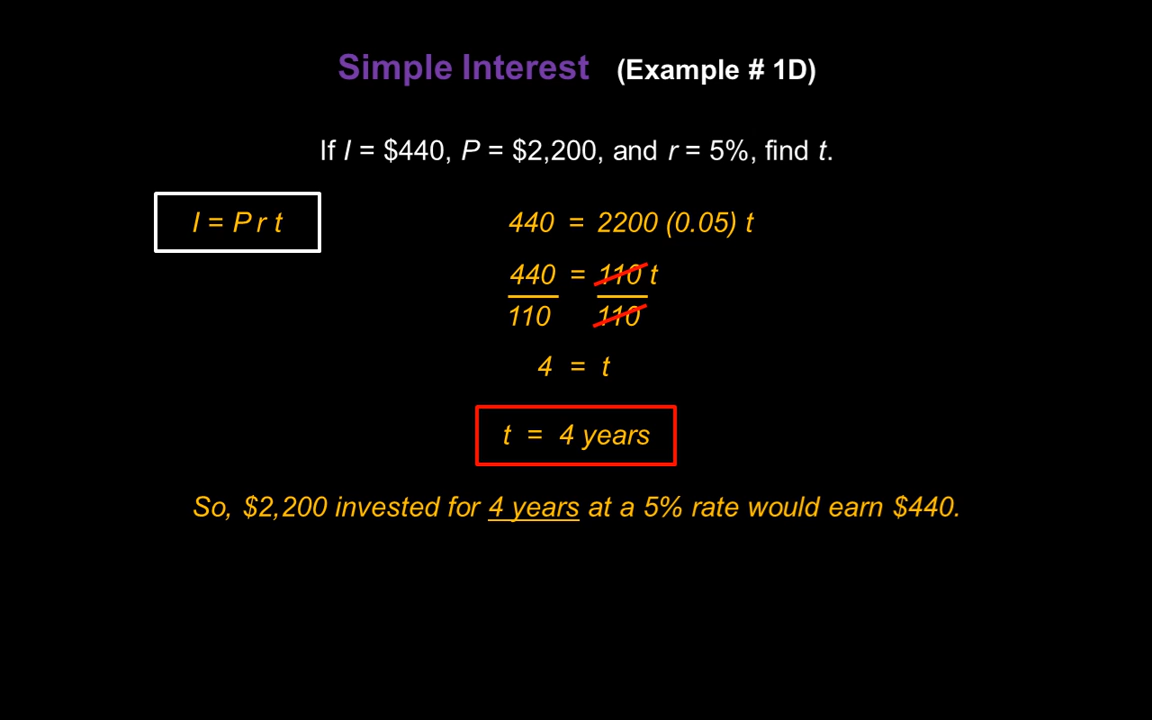 Simple Interest (Example # 1D)
If I = $440, P = $2,200, and r = 5%, find t.
I = P r t
440 = 2200 (0.05) t
440 = 110 t
110 110
4 = t
t = 4 years
So, $2,200 invested for 4 years at a 5% rate would earn $440.